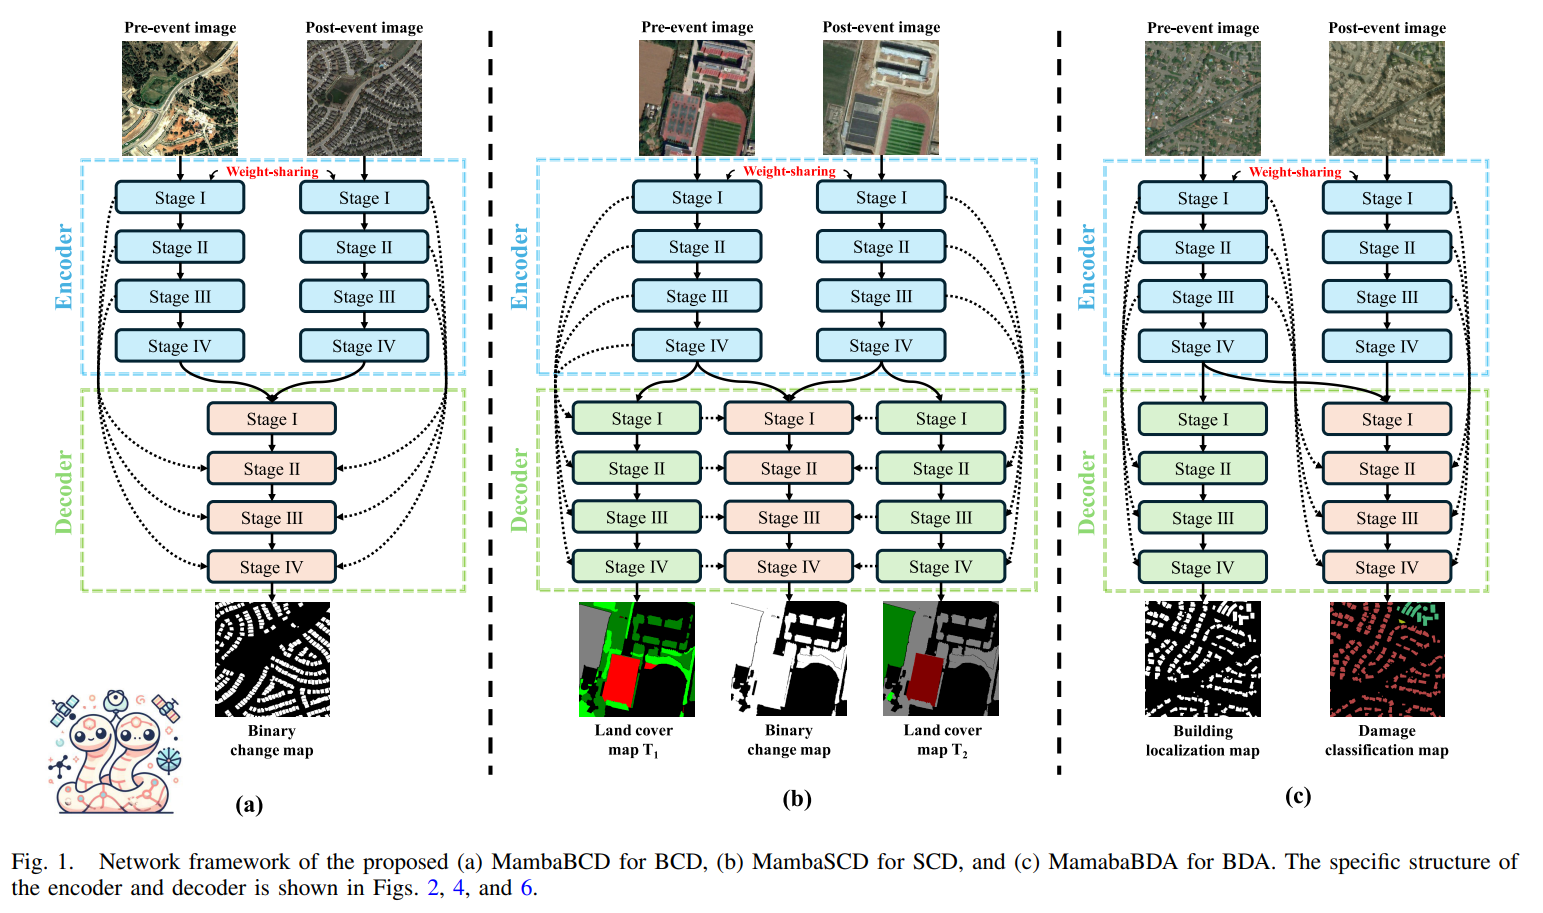 Pre-event image
Post-event image
Weight-sharing
Encoder
Stage I
Stage I
Stage II
Stage II
Stage III
Stage III
Stage IV
Stage IV
Decoder
Stage I
Stage II
Stage III
Stage IV
Binary
change map
(a)
Pre-event image
Post-event image
Weight-sharing
Encoder
Stage I
Stage I
Stage II
Stage II
Stage III
Stage III
Stage IV
Stage IV
Decoder
Stage I
Stage I
Stage I
Stage II
Stage II
Stage II
Stage III
Stage III
Stage III
Stage IV
Stage IV
Stage IV
Land cover
map T1
Binary
change map
Land cover
map T2
(b)
Pre-event image
Post-event image
Weight-sharing
Encoder
Stage I
Stage I
Stage II
Stage II
Stage III
Stage III
Stage IV
Stage IV
Decoder
Stage I
Stage I
Stage II
Stage II
Stage III
Stage III
Stage IV
Stage IV
Building
localization map
Damage
classification map
(c)
Fig. 1. Network framework of the proposed (a) MambaBCD for BCD, (b) MambaSCD for SCD, and (c) MamabaBDA for BDA. The specific structure of
the encoder and decoder is shown in Figs. 2, 4, and 6.